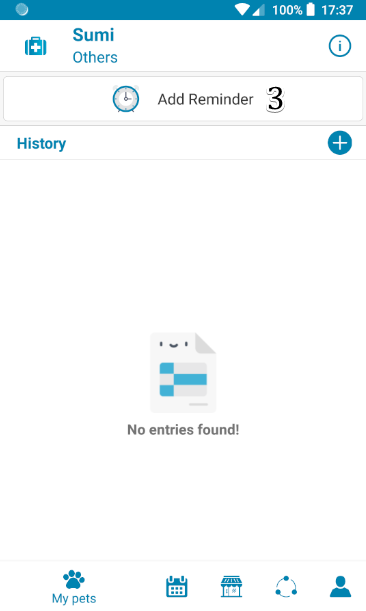 100% 17:37
Sumi
Others
Add Reminder 3
History
No entries found!
My pets